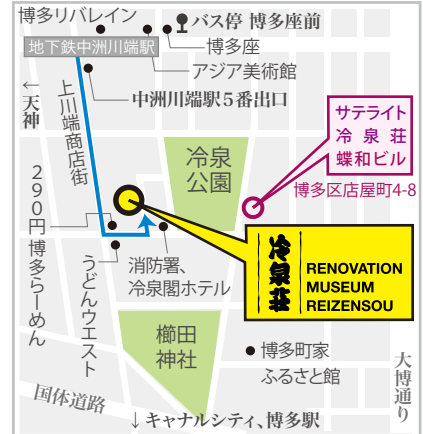 博多リバレイン
バス停 博多座前
地下鉄中洲川端駅
博多座
アジア美術館
中洲川端駅5番出口
←天神
上川端商店街
サテライト
冷泉荘
蝶和ビル
博多区店屋町4-8
冷泉
公園
290円 博多らーめん
うどんウエスト
消防署、
冷泉閣ホテル
冷泉荘
RENOVATION
MUSEUM
REIZENSOU
櫛田
神社
博多町家
ふるさと館
大博通り
国体道路
↓キャナルシティ、博多駅